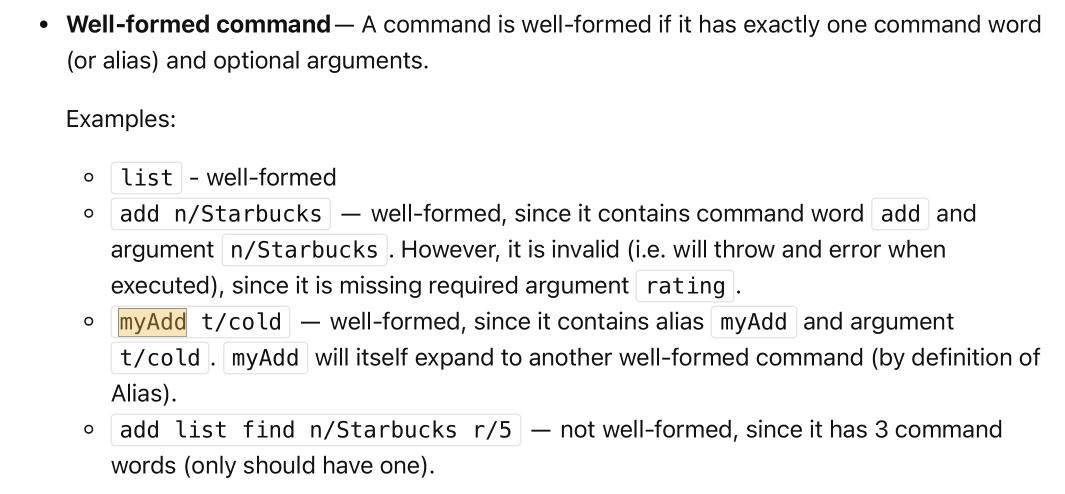 • Well-formed command— A command is well-formed if it has exactly one command word
(or alias) and optional arguments.
Examples:
◦ list - well-formed
◦ add n/Starbucks — well-formed, since it contains command word add and
argument n/Starbucks . However, it is invalid (i.e. will throw and error when
executed), since it is missing required argument rating .
◦ myAdd t/cold — well-formed, since it contains alias myAdd and argument
t/cold . myAdd will itself expand to another well-formed command (by definition of
Alias).
◦ add list find n/Starbucks r/5 — not well-formed, since it has 3 command
words (only should have one).